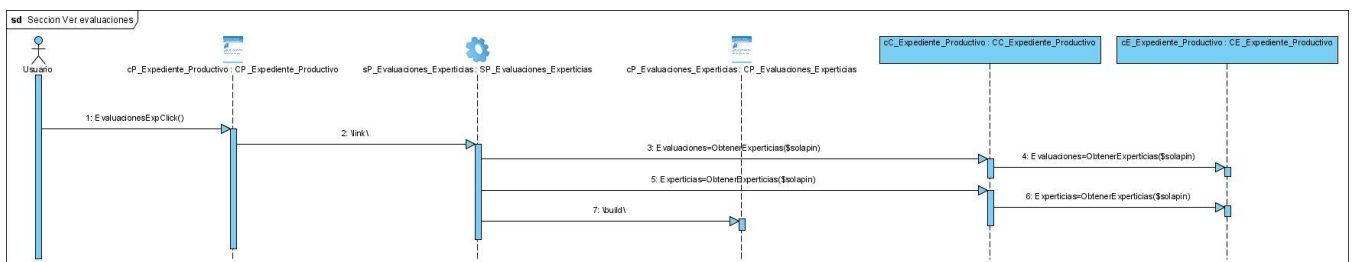 sd Seccion Ver evaluaciones
Usuario
cP_Expediente_Productivo : CP_Expediente_Productivo
sP_Evaluaciones_Experticias : SP_Evaluaciones_Experticias
cP_Evaluaciones_Experticias : CP_Evaluaciones_Experticias
cC_Expediente_Productivo : CC_Expediente_Productivo
cE_Expediente_Productivo : CE_Expediente_Productivo
1: EvaluacionesExpClick()
2: \link\
3: Evaluaciones=ObtenerExperticias($solapin)
4: Evaluaciones=ObtenerExperticias($solapin)
5: Experticias=ObtenerExperticias($solapin)
6: Experticias=ObtenerExperticias($solapin)
7: \build\